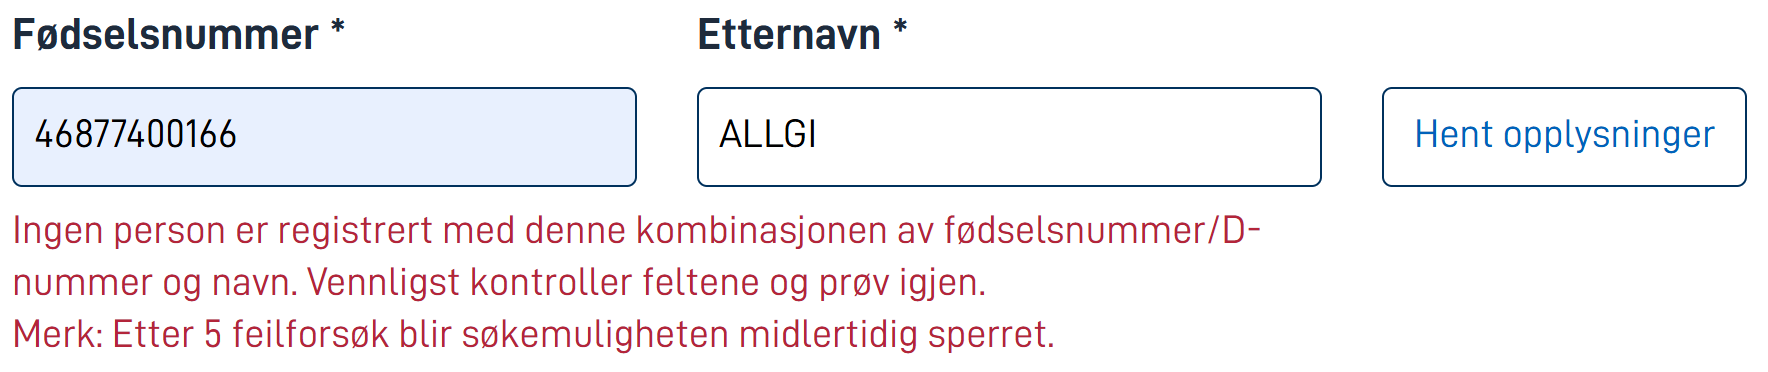 Fødselsnummer *
Etternavn *
46877400166
ALLGI
Hent opplysninger
Ingen person er registrert med denne kombinasjonen av fødselsnummer/D-
nummer og navn. Vennligst kontroller feltene og prøv igjen.
Merk: Etter 5 feilforsøk blir søkemuligheten midlertidig sperret.